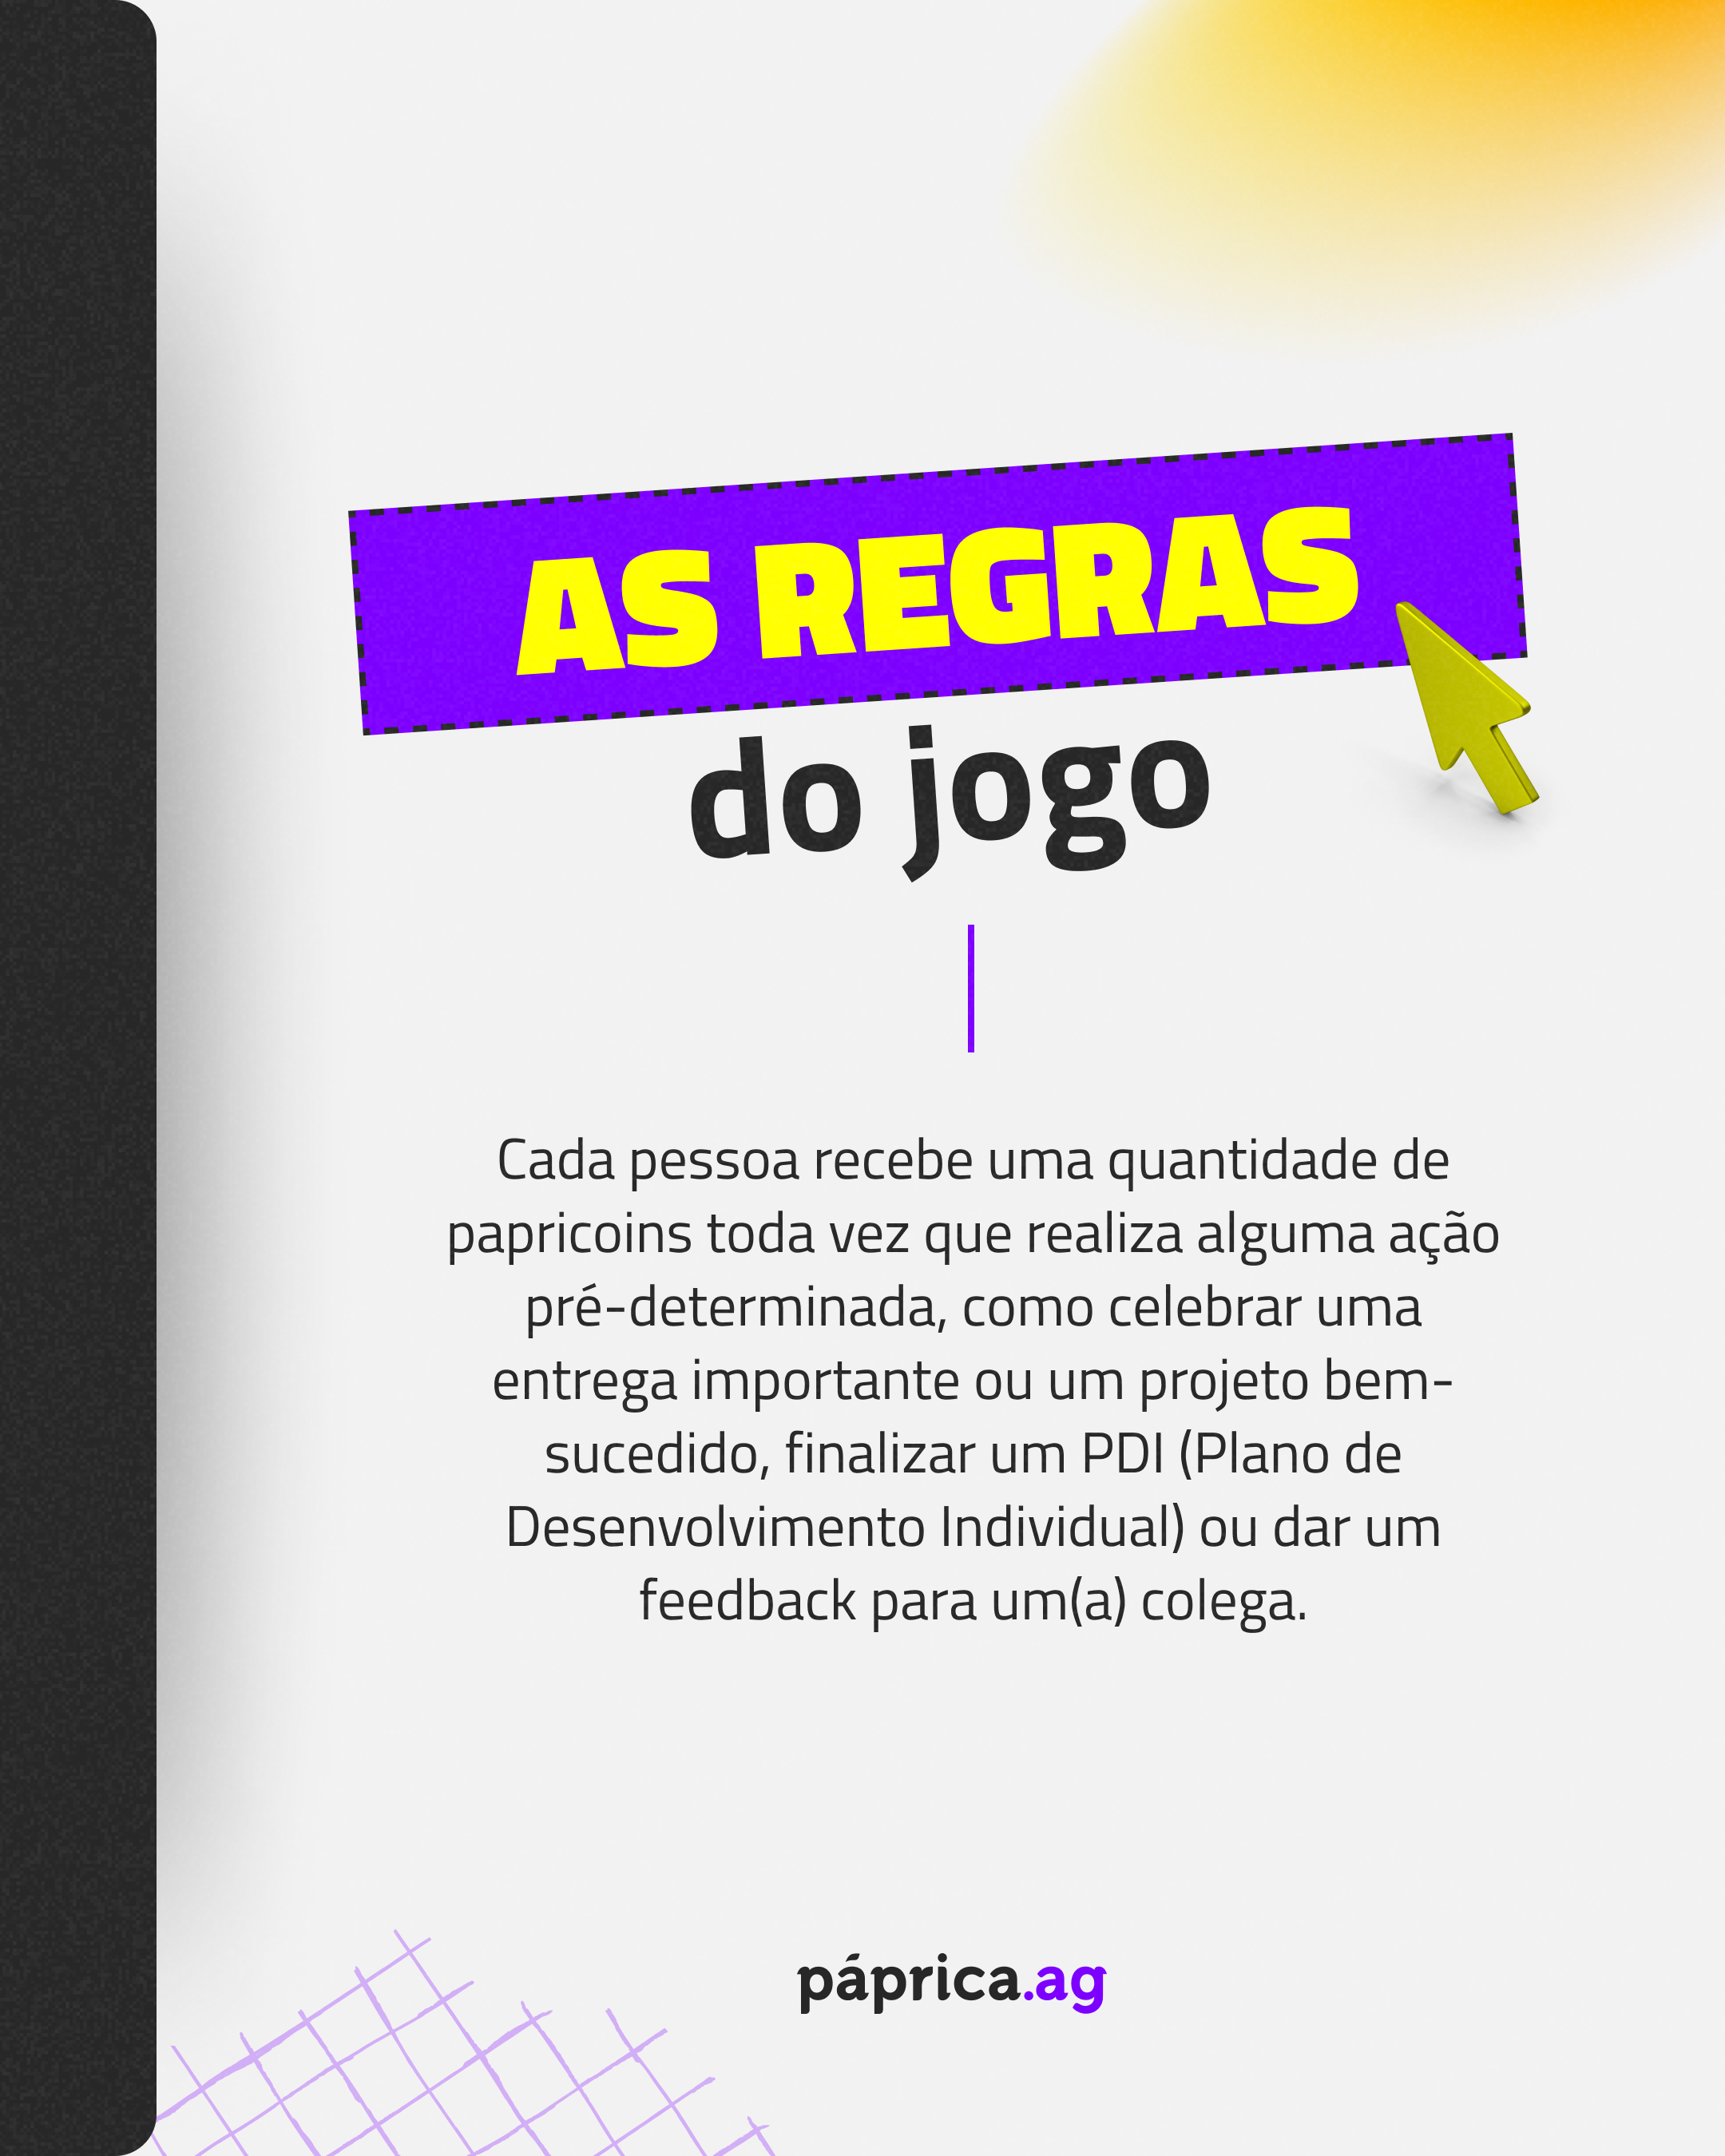 AS REGRAS
do jogo
Cada pessoa recebe uma quantidade de
papricoins toda vez que realiza alguma ação
pré-determinada, como celebrar uma
entrega importante ou um projeto bem-
sucedido, finalizar um PDI (Plano de
Desenvolvimento Individual) ou dar um
feedback para um(a) colega.
páprica.ag